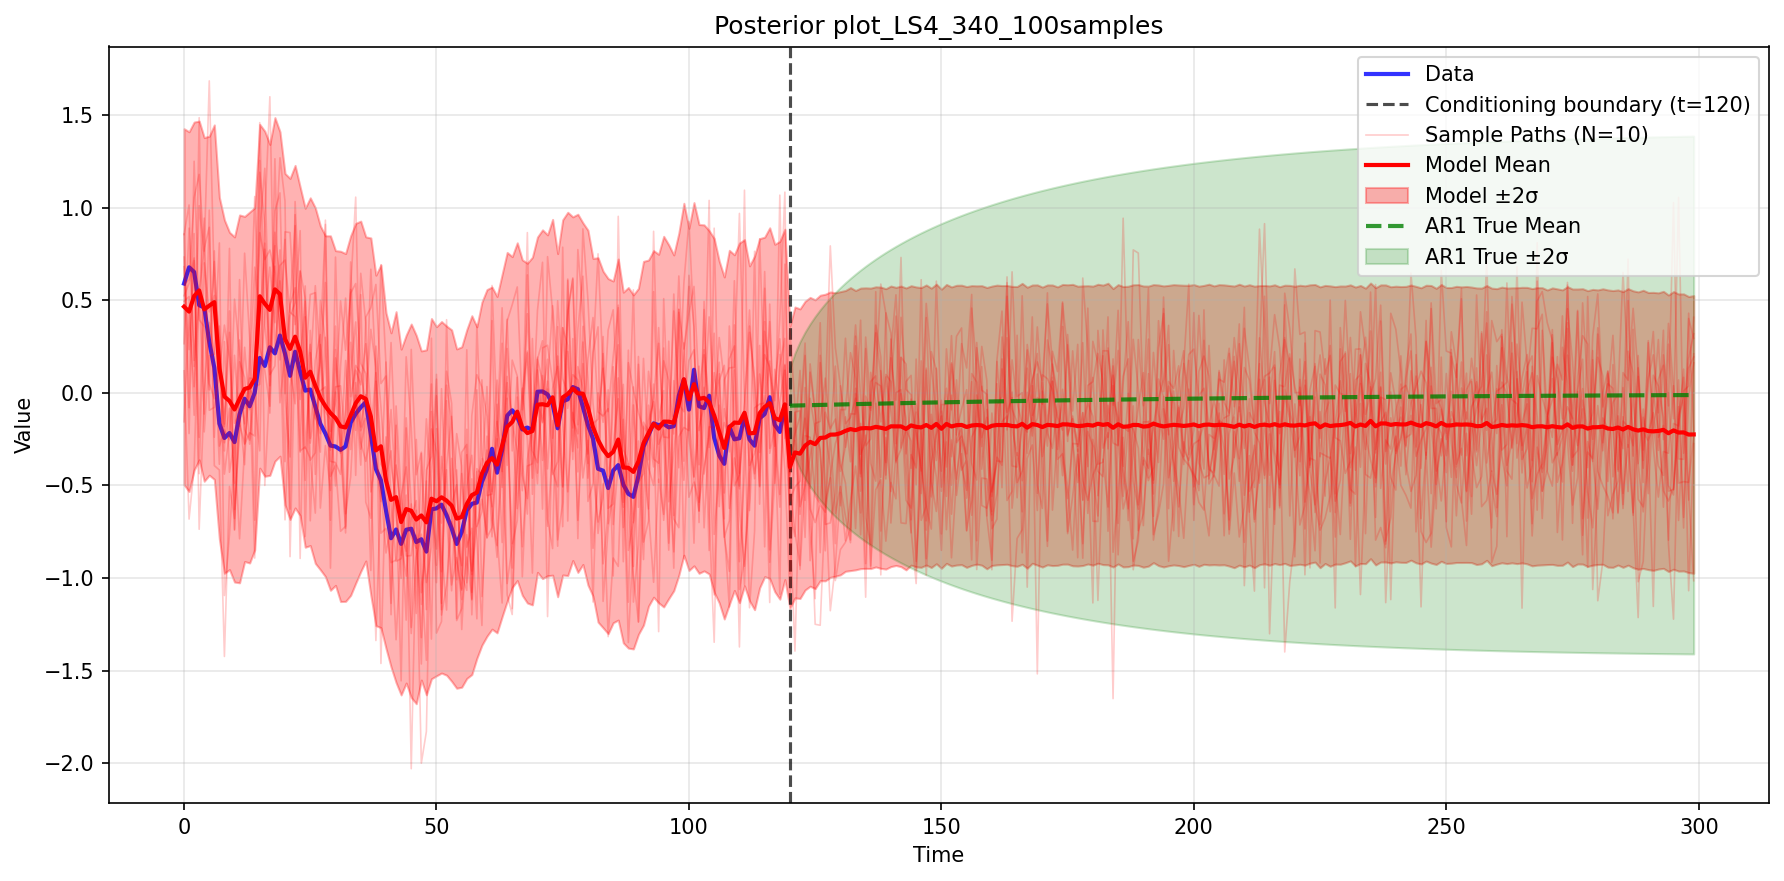 Posterior plot_LS4_340_100samples
Data
Conditioning boundary (t=120)
Sample Paths (N=10)
Model Mean
Model ±2σ
AR1 True Mean
AR1 True ±2σ
Value
1.5
1.0
0.5
0.0
−0.5
−1.0
−1.5
−2.0
0 50 100 150 200 250 300
Time